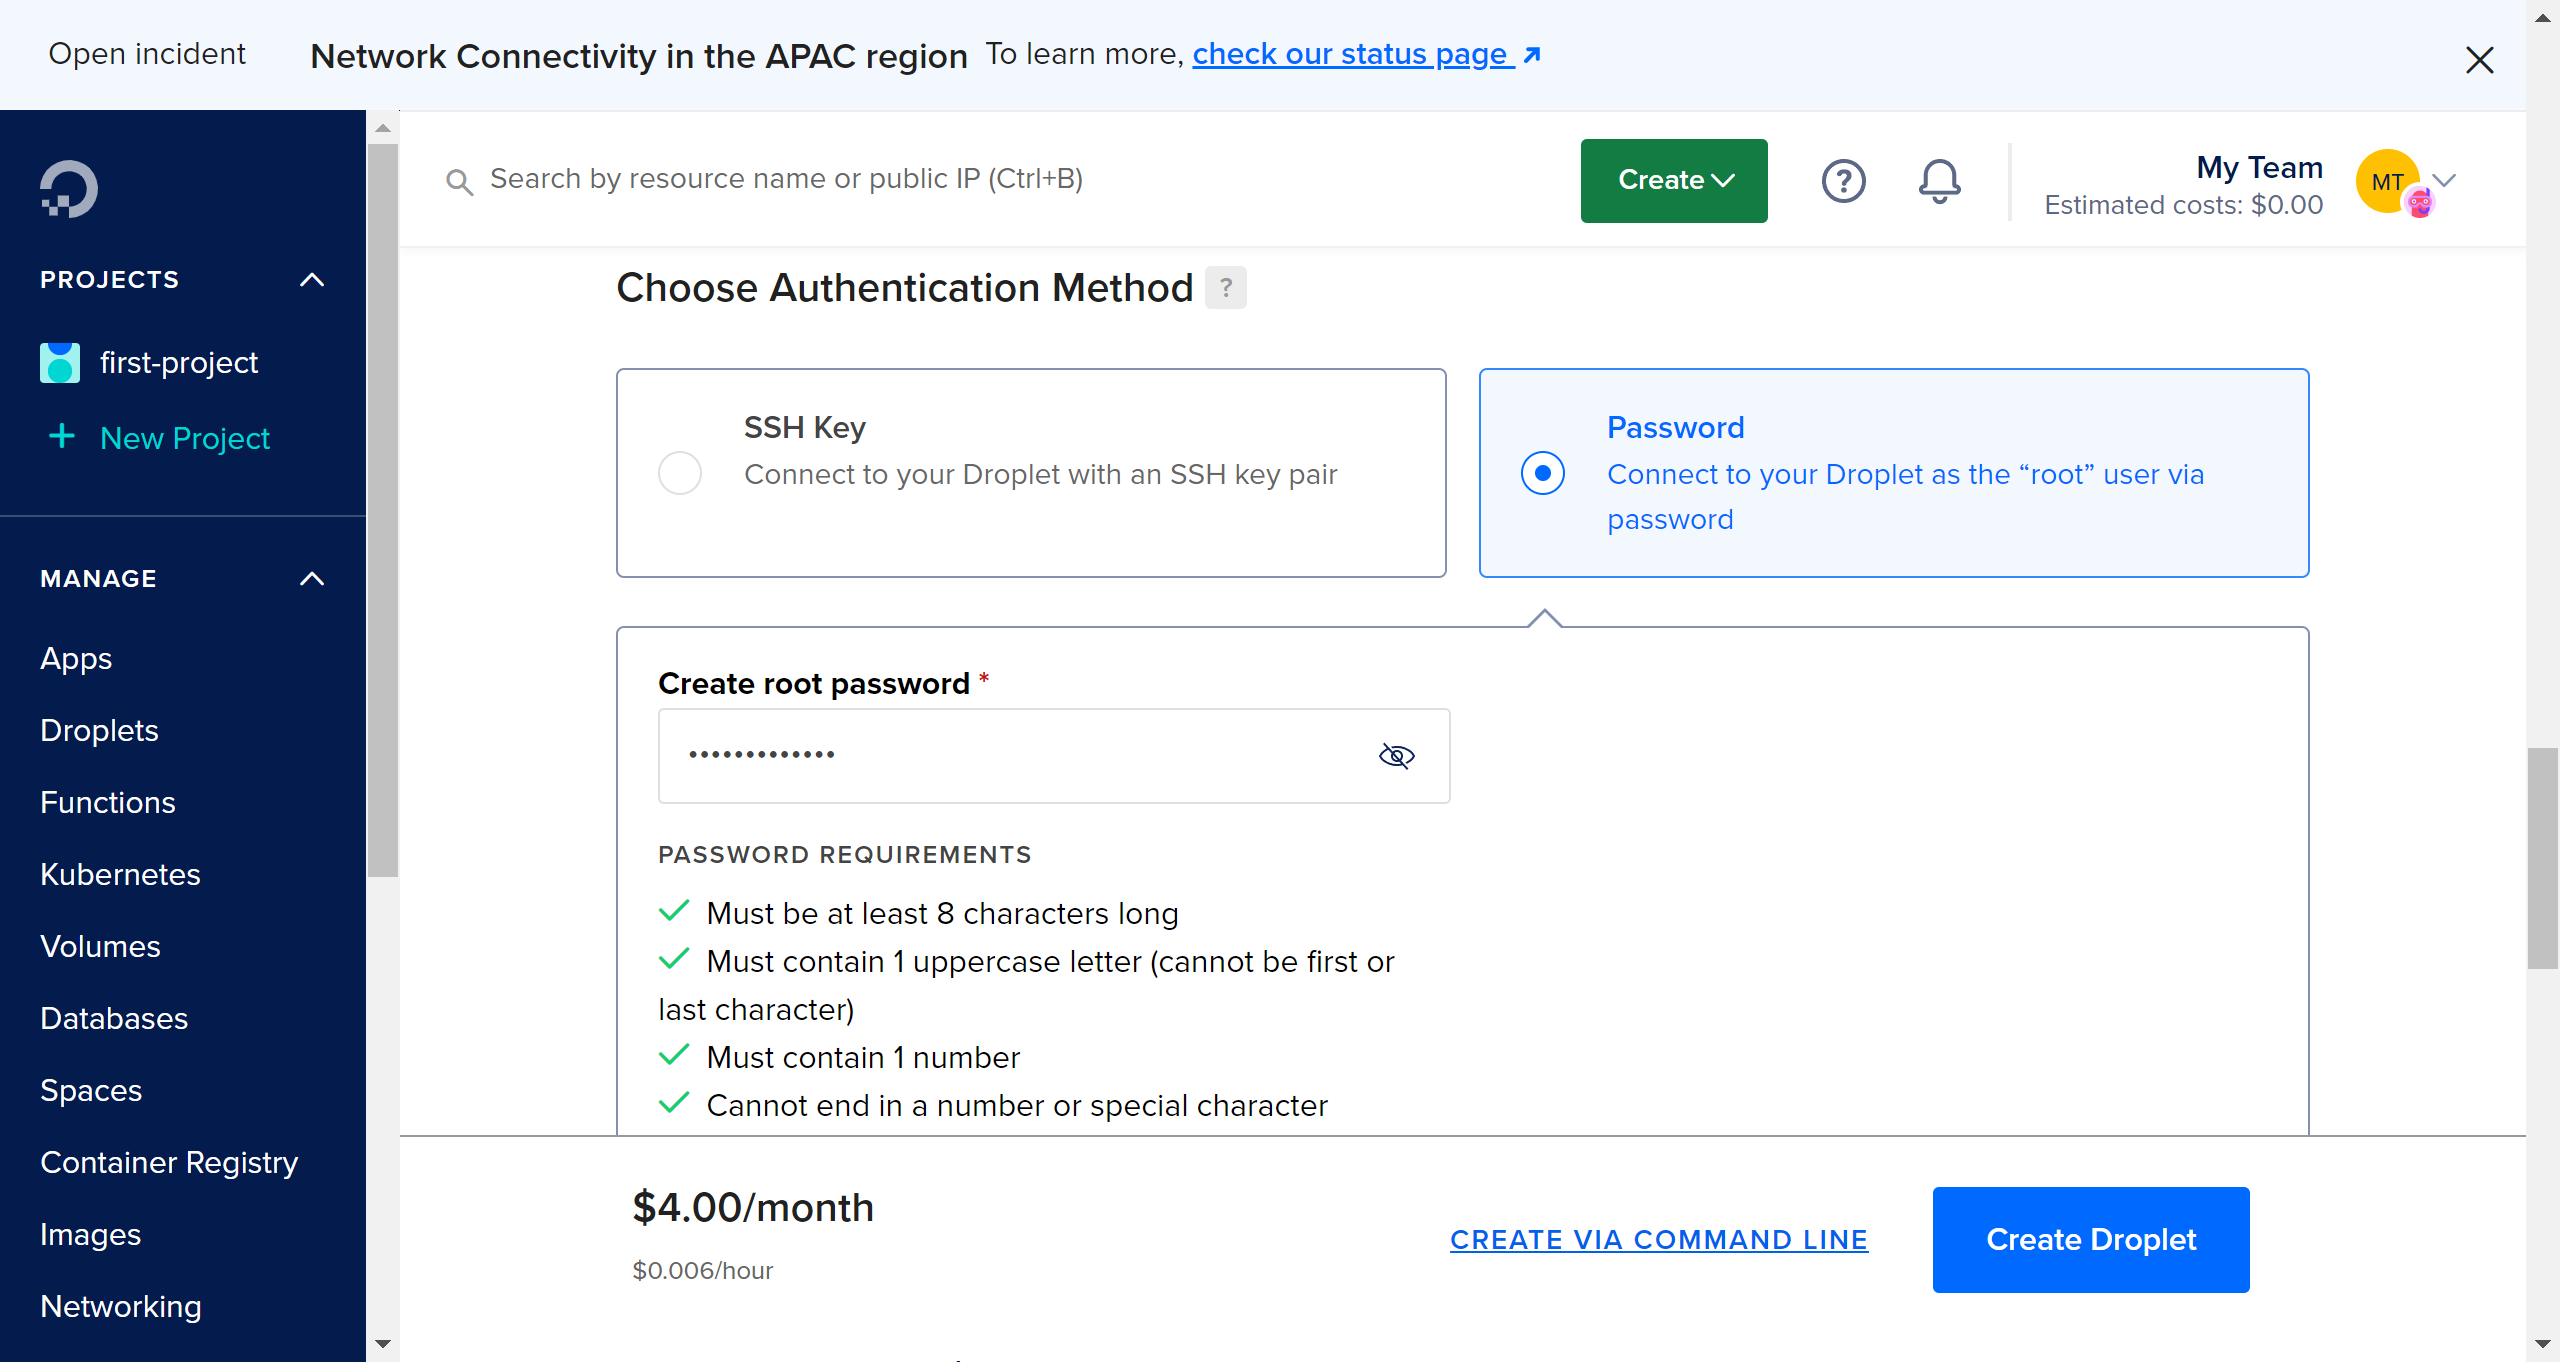 Open incident Network Connectivity in the APAC region To learn more, check our status page
Search by resource name or public IP (Ctrl+B)
Create
?
My Team
Estimated costs: $0.00
MT
PROJECTS
first-project
New Project
MANAGE
Apps
Droplets
Functions
Kubernetes
Volumes
Databases
Spaces
Container Registry
Images
Networking
Choose Authentication Method ?
SSH Key
Connect to your Droplet with an SSH key pair
Password
Connect to your Droplet as the “root” user via
password
Create root password *
•••••••••••••
PASSWORD REQUIREMENTS
Must be at least 8 characters long
Must contain 1 uppercase letter (cannot be first or
last character)
Must contain 1 number
Cannot end in a number or special character
$4.00/month
$0.006/hour
CREATE VIA COMMAND LINE
Create Droplet